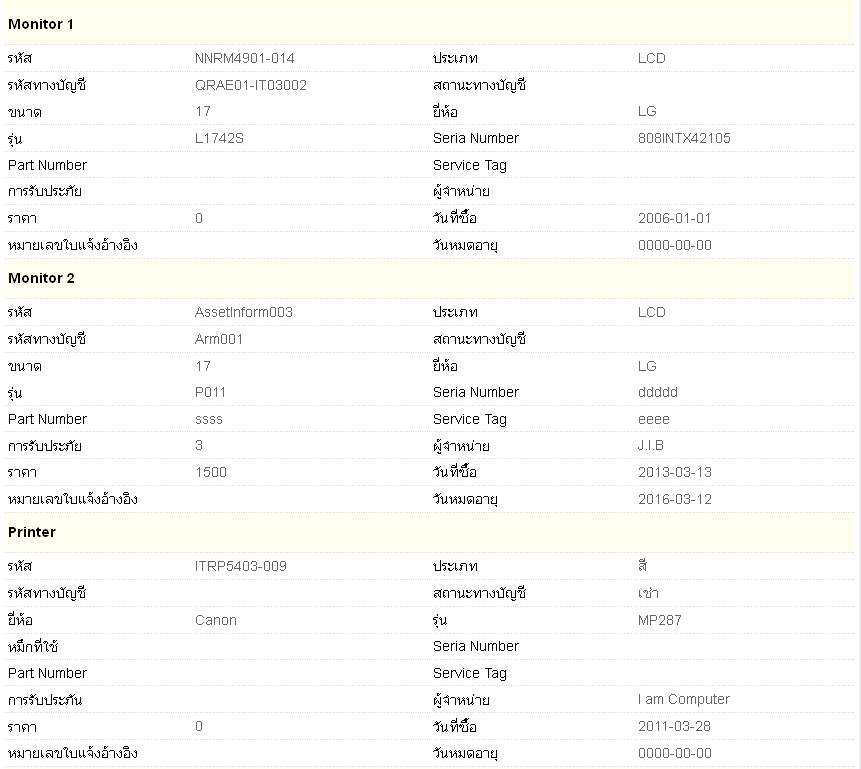 Monitor 1
รหัส NNRM4901-014 ประเภท LCD
รหัสทางบัญชี QRAE01-IT03002 สถานะทางบัญชี
ขนาด 17 ยี่ห้อ LG
รุ่น L1742S Seria Number 808INTX42105
Part Number Service Tag
การรับประภัย ผู้จำหน่าย
ราคา 0 วันที่ซื้อ 2006-01-01
หมายเลขใบแจ้งอ้างอิง วันหมดอายุ 0000-00-00
Monitor 2
รหัส AssetInform003 ประเภท LCD
รหัสทางบัญชี Arm001 สถานะทางบัญชี
ขนาด 17 ยี่ห้อ LG
รุ่น P011 Seria Number ddddd
Part Number ssss Service Tag eeee
การรับประภัย 3 ผู้จำหน่าย J.I.B
ราคา 1500 วันที่ซื้อ 2013-03-13
หมายเลขใบแจ้งอ้างอิง วันหมดอายุ 2016-03-12
Printer
รหัส ITRP5403-009 ประเภท สี
รหัสทางบัญชี สถานะทางบัญชี เช่า
ยี่ห้อ Canon รุ่น MP287
หมึกที่ใช้ Seria Number
Part Number Service Tag
การรับประกัน ผู้จำหน่าย I am Computer
ราคา 0 วันที่ซื้อ 2011-03-28
หมายเลขใบแจ้งอ้างอิง วันหมดอายุ 0000-00-00